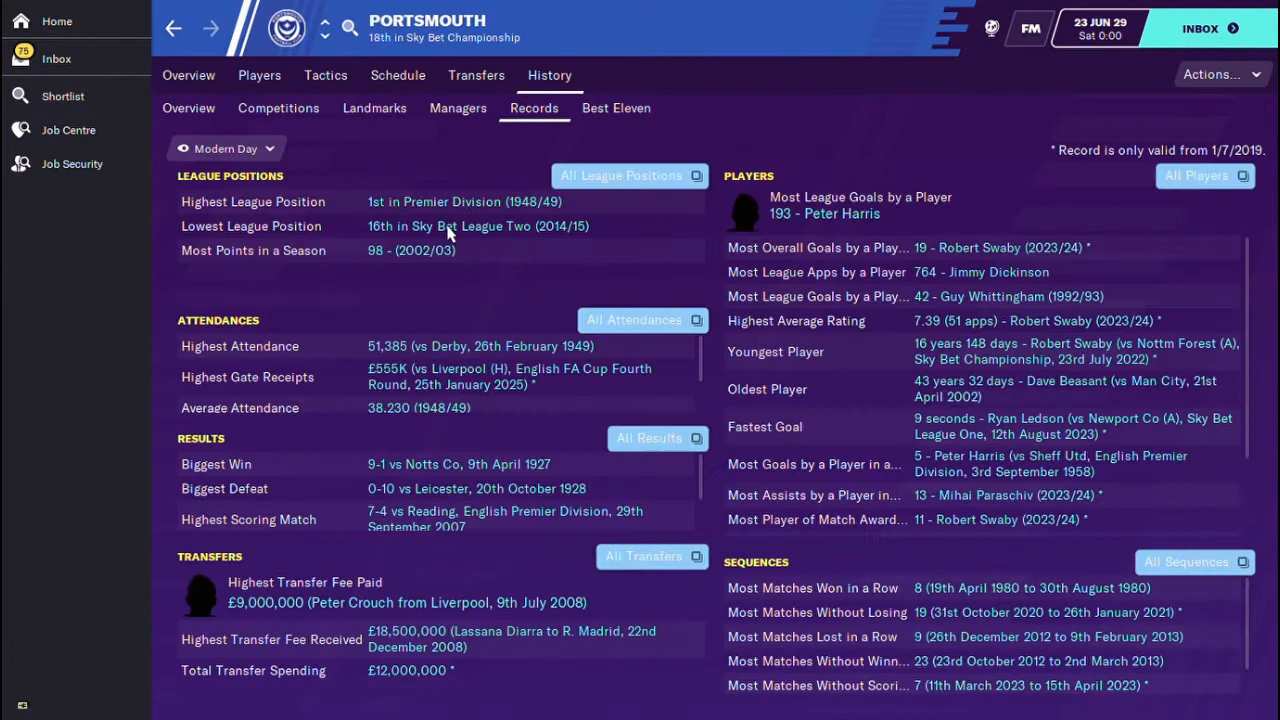 Home
75
Inbox
Shortlist
Job Centre
Job Security
PORTSMOUTH
18th in Sky Bet Championship
FM
23 JUN 29
Sat 0:00
INBOX
Overview Players Tactics Schedule Transfers History
Actions...
Overview Competitions Landmarks Managers Records Best Eleven
Modern Day
* Record is only valid from 1/7/2019.
LEAGUE POSITIONS
All League Positions
Highest League Position 1st in Premier Division (1948/49)
Lowest League Position 16th in Sky Bet League Two (2014/15)
Most Points in a Season 98 - (2002/03)
ATTENDANCES
All Attendances
Highest Attendance 51,385 (vs Derby, 26th February 1949)
Highest Gate Receipts £555K (vs Liverpool (H), English FA Cup Fourth
Round, 25th January 2025) *
Average Attendance 38,230 (1948/49)
RESULTS
All Results
Biggest Win 9-1 vs Notts Co, 9th April 1927
Biggest Defeat 0-10 vs Leicester, 20th October 1928
Highest Scoring Match 7-4 vs Reading, English Premier Division, 29th
September 2007
TRANSFERS
All Transfers
Highest Transfer Fee Paid
£9,000,000 (Peter Crouch from Liverpool, 9th July 2008)
Highest Transfer Fee Received £18,500,000 (Lassana Diarra to R. Madrid, 22nd
December 2008)
Total Transfer Spending £12,000,000 *
PLAYERS
All Players
Most League Goals by a Player
193 - Peter Harris
Most Overall Goals by a Play... 19 - Robert Swaby (2023/24) *
Most League Apps by a Player 764 - Jimmy Dickinson
Most League Goals by a Play... 42 - Guy Whittingham (1992/93)
Highest Average Rating 7.39 (51 apps) - Robert Swaby (2023/24) *
Youngest Player 16 years 148 days - Robert Swaby (vs Nottm Forest (A),
Sky Bet Championship, 23rd July 2022) *
Oldest Player 43 years 32 days - Dave Beasant (vs Man City, 21st
April 2002)
Fastest Goal 9 seconds - Ryan Ledson (vs Newport Co (A), Sky Bet
League One, 12th August 2023) *
Most Goals by a Player in a... 5 - Peter Harris (vs Sheff Utd, English Premier
Division, 3rd September 1958)
Most Assists by a Player in... 13 - Mihai Paraschiv (2023/24) *
Most Player of Match Award... 11 - Robert Swaby (2023/24) *
SEQUENCES
All Sequences
Most Matches Won in a Row 8 (19th April 1980 to 30th August 1980)
Most Matches Without Losing 19 (31st October 2020 to 26th January 2021) *
Most Matches Lost in a Row 9 (26th December 2012 to 9th February 2013)
Most Matches Without Winn... 23 (23rd October 2012 to 2nd March 2013)
Most Matches Without Scori... 7 (11th March 2023 to 15th April 2023) *